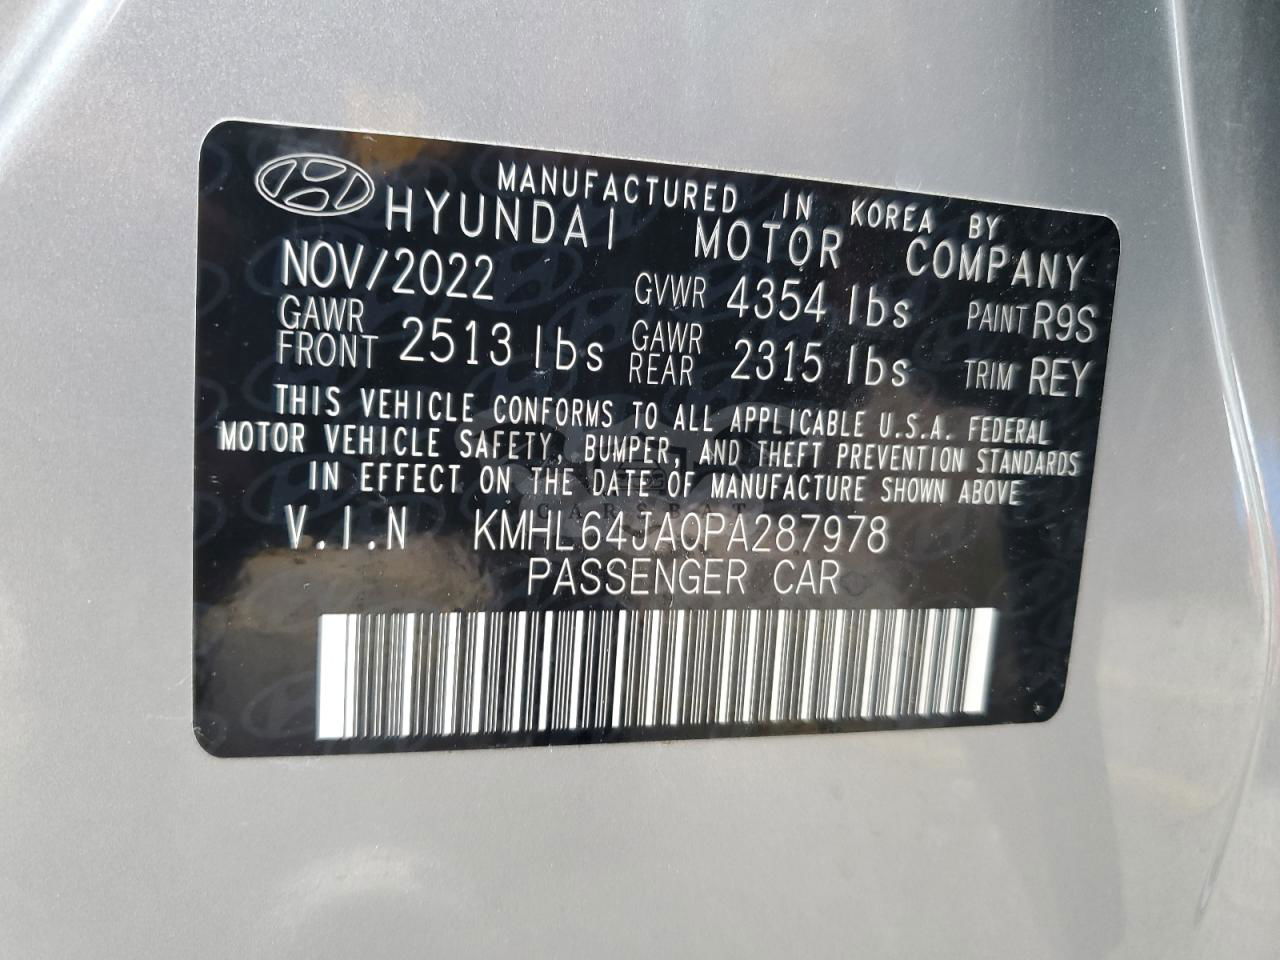 MANUFACTURED IN KOREA BY
HYUNDAI MOTOR COMPANY
NOV/2022 GVWR 4354 lbs PAINT R9S
GAWR FRONT 2513 lbs GAWR REAR 2315 lbs TRIM REY
THIS VEHICLE CONFORMS TO ALL APPLICABLE U.S.A. FEDERAL
MOTOR VEHICLE SAFETY, BUMPER, AND THEFT PREVENTION STANDARDS
IN EFFECT ON THE DATE OF MANUFACTURE SHOWN ABOVE
CARSBAT
V.I.N KMHL64JA0PA287978
PASSENGER CAR